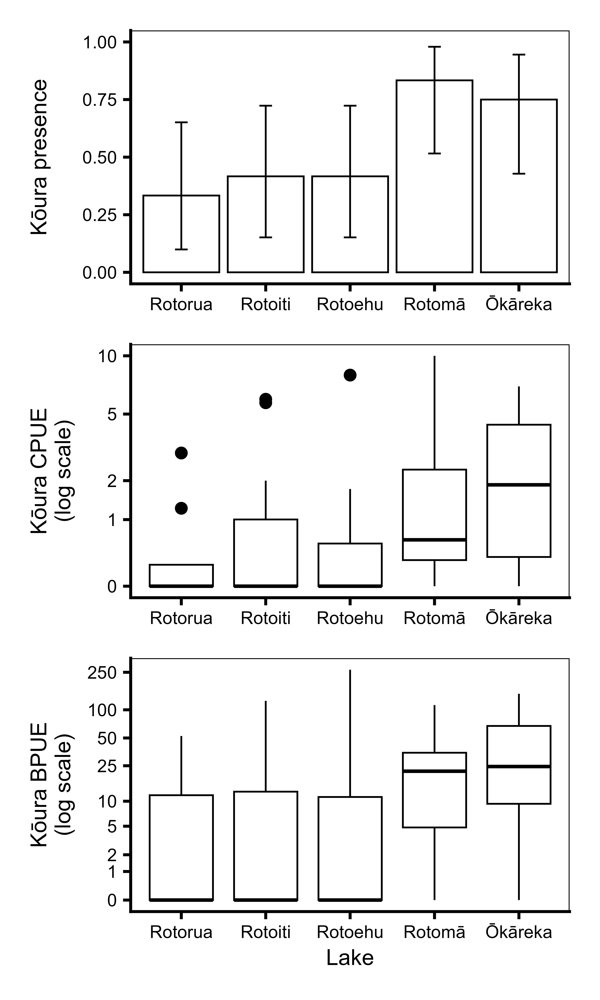 Kōura presence
1.00
0.75
0.50
0.25
0.00
Rotorua Rotoiti Rotoehu Rotomā Ōkāreka
Kōura CPUE
(log scale)
10
5
2
1
0
Rotorua Rotoiti Rotoehu Rotomā Ōkāreka
Kōura BPUE
(log scale)
250
100
50
25
10
5
2
1
0
Rotorua Rotoiti Rotoehu Rotomā Ōkāreka
Lake